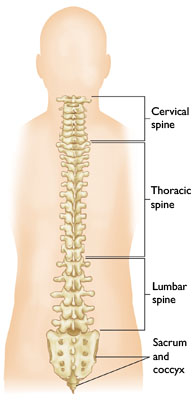 Cervical
spine
Thoracic
spine
Lumbar
spine
Sacrum
and
coccyx